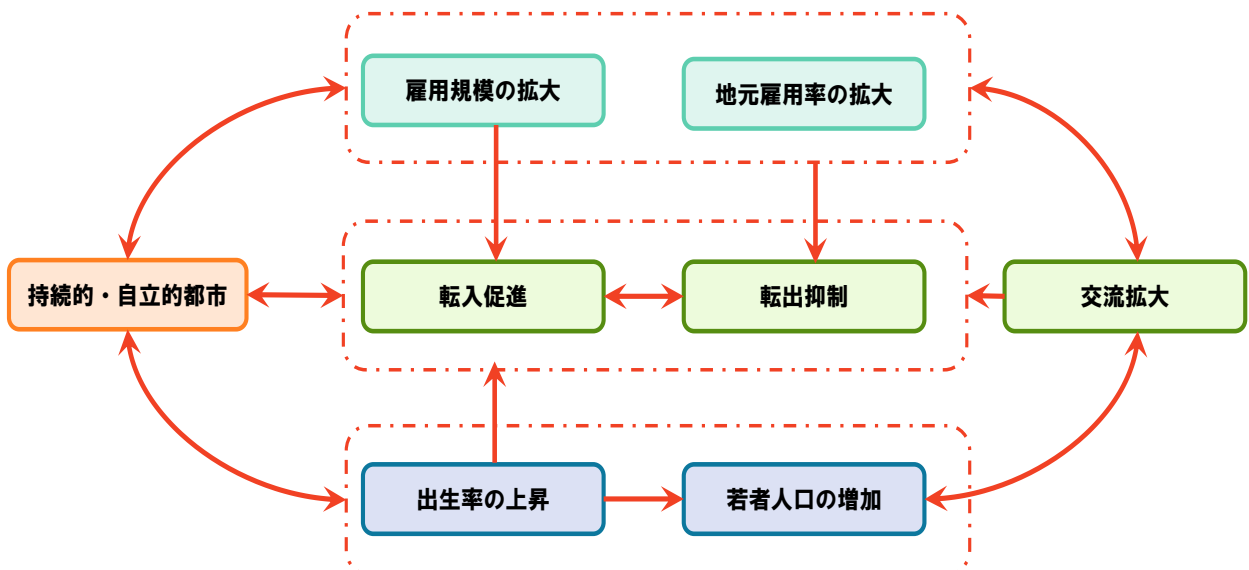 雇用規模の拡大
地元雇用率の拡大
持続的・自立的都市
転入促進
転出抑制
交流拡大
出生率の上昇
若者人口の増加